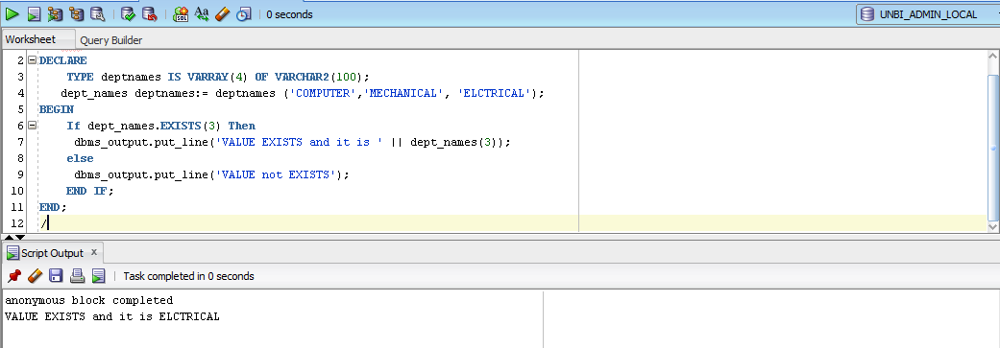 0 seconds
UNBI_ADMIN_LOCAL
Worksheet Query Builder
2 DECLARE
3 TYPE deptnames IS VARRAY(4) OF VARCHAR2(100);
4 dept_names deptnames:= deptnames ('COMPUTER','MECHANICAL', 'ELCTRICAL');
5 BEGIN
6 If dept_names.EXISTS(3) Then
7 dbms_output.put_line('VALUE EXISTS and it is ' || dept_names(3));
8 else
9 dbms_output.put_line('VALUE not EXISTS');
10 END IF;
11 END;
12 /
Script Output x
Task completed in 0 seconds
anonymous block completed
VALUE EXISTS and it is ELCTRICAL